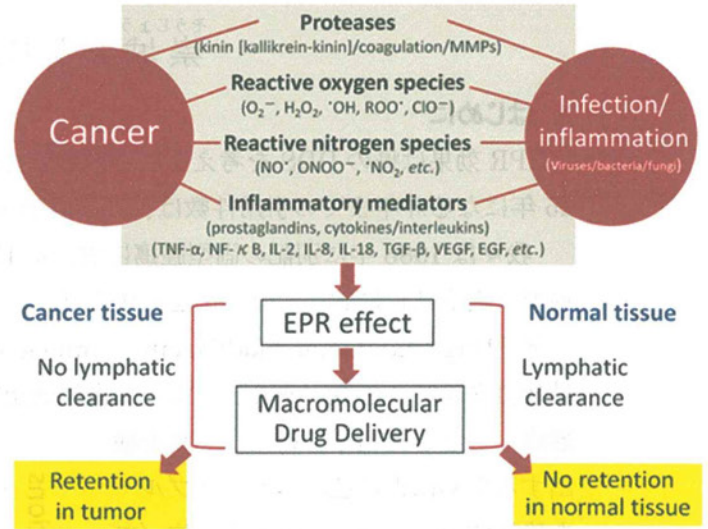 Proteases
(kinin [kallikrein-kinin]/coagulation/MMPs)
Reactive oxygen species
(O₂⁻, H₂O₂, ˙OH, ROO˙, ClO⁻)
Cancer
Infection/
inflammation
(Viruses/bacteria/fungi)
Reactive nitrogen species
(NO˙, ONOO⁻, ˙NO₂, etc.)
Inflammatory mediators
(prostaglandins, cytokines/interleukins)
(TNF-α, NF-κB, IL-2, IL-8, IL-18, TGF-β, VEGF, EGF, etc.)
Cancer tissue
EPR effect
Normal tissue
No lymphatic
clearance
Lymphatic
clearance
Macromolecular
Drug Delivery
Retention
in tumor
No retention
in normal tissue